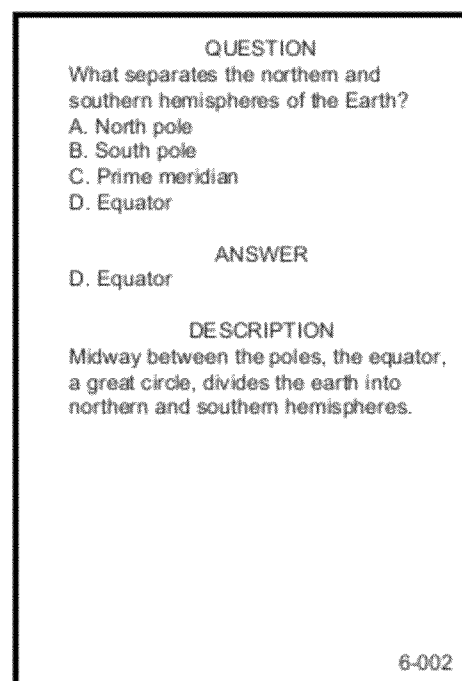 QUESTION
What separates the northern and
southern hemispheres of the Earth?
A. North pole
B. South pole
C. Prime meridian
D. Equator
ANSWER
D. Equator
DESCRIPTION
Midway between the poles, the equator,
a great circle, divides the earth into
northern and southern hemispheres.
6-002